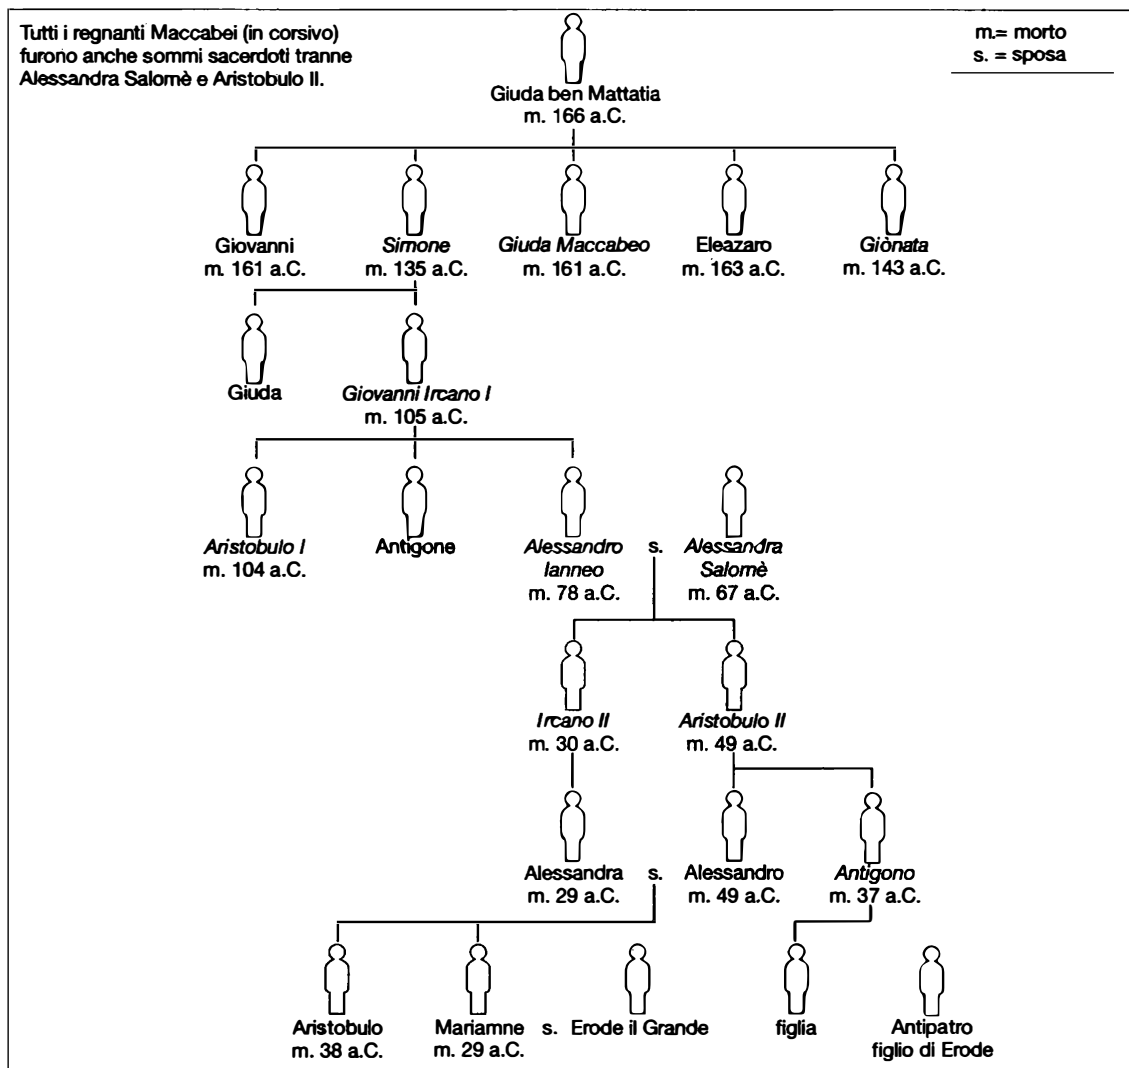 Tutti i regnanti Maccabei (in corsivo)
furono anche sommi sacerdoti tranne
Alessandra Salomè e Aristobulo II.
m.= morto
s. = sposa
Giuda ben Mattatia
m. 166 a.C.
Giovanni
m. 161 a.C.
Simone
m. 135 a.C.
Giuda Maccabeo
m. 161 a.C.
Eleazaro
m. 163 a.C.
Giònata
m. 143 a.C.
Giuda
Giovanni Ircano I
m. 105 a.C.
Aristobulo I
m. 104 a.C.
Antigone
Alessandro
Ianneo
m. 78 a.C.
s.
Alessandra
Salomè
m. 67 a.C.
Ircano II
m. 30 a.C.
Aristobulo II
m. 49 a.C.
Alessandra
m. 29 a.C.
s.
Alessandro
m. 49 a.C.
Antigono
m. 37 a.C.
Aristobulo
m. 38 a.C.
Mariamne
m. 29 a.C.
s.
Erode il Grande
figlia
Antipatro
figlio di Erode